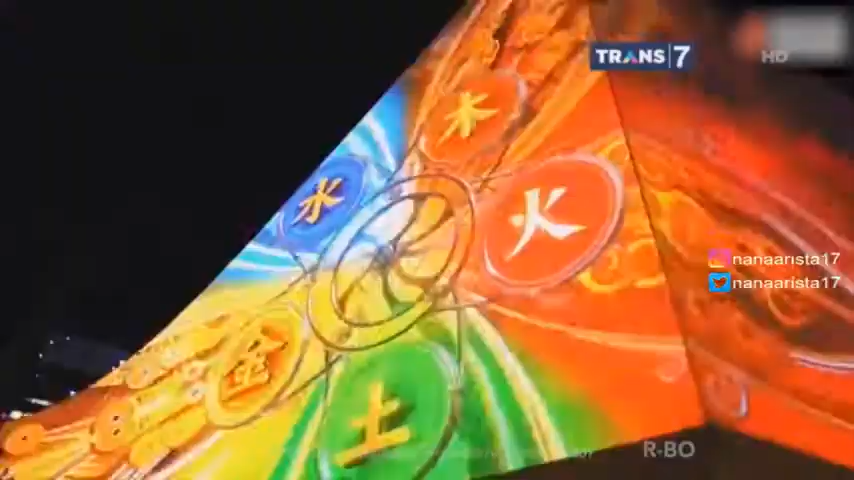 TRANS|7
HD
木
水
火
nanaarista17
nanaarista17
金
土
R-BO